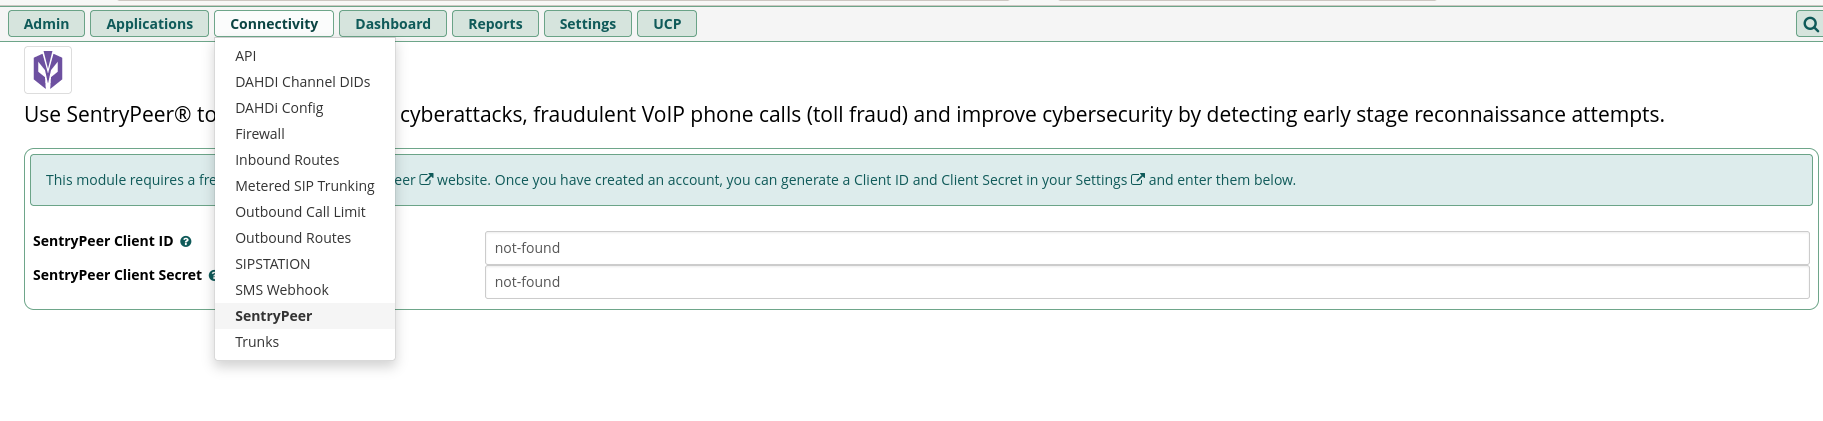 Admin
Applications
Connectivity
Dashboard
Reports
Settings
UCP
API
DAHDI Channel DIDs
DAHDi Config
Firewall
Inbound Routes
Metered SIP Trunking
Outbound Call Limit
Outbound Routes
SIPSTATION
SMS Webhook
SentryPeer
Trunks
Use SentryPeer® to cyberattacks, fraudulent VoIP phone calls (toll fraud) and improve cybersecurity by detecting early stage reconnaissance attempts.
This module requires a website. Once you have created an account, you can generate a Client ID and Client Secret in your Settings and enter them below.
SentryPeer Client ID
not-found
SentryPeer Client Secret
not-found